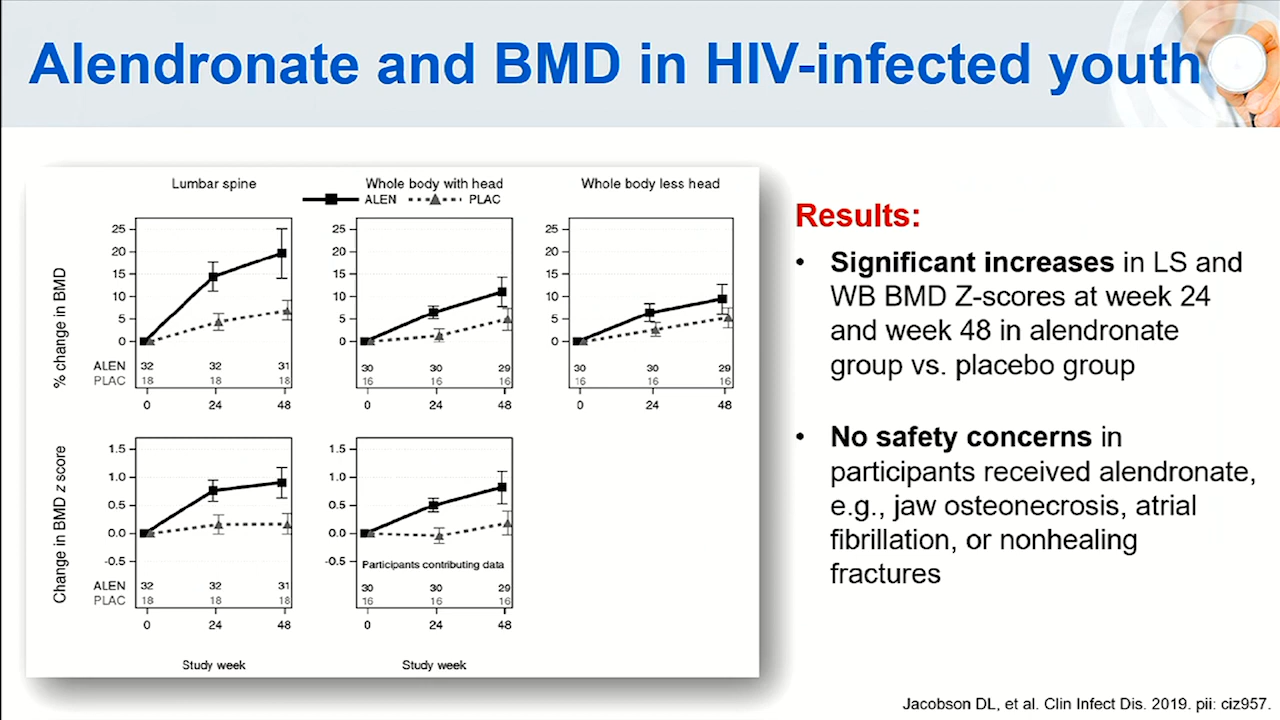 Alendronate and BMD in HIV-infected youth
Lumbar spine
Whole body with head
Whole body less head
ALEN PLAC
% change in BMD
25
20
15
10
5
0
ALEN 32 32 31
PLAC 18 18 18
0 24 48
25
20
15
10
5
0
30 30 29
16 16 16
0 24 48
25
20
15
10
5
0
30 30 29
16 16 16
0 24 48
Change in BMD z score
1.5
1.0
0.5
0.0
-0.5
ALEN 32 32 31
PLAC 18 18 18
0 24 48
Study week
1.5
1.0
0.5
0.0
-0.5
Participants contributing data
30 30 29
16 16 16
0 24 48
Study week
Results:
• Significant increases in LS and
WB BMD Z-scores at week 24
and week 48 in alendronate
group vs. placebo group
• No safety concerns in
participants received alendronate,
e.g., jaw osteonecrosis, atrial
fibrillation, or nonhealing
fractures
Jacobson DL, et al. Clin Infect Dis. 2019. pii: ciz957.